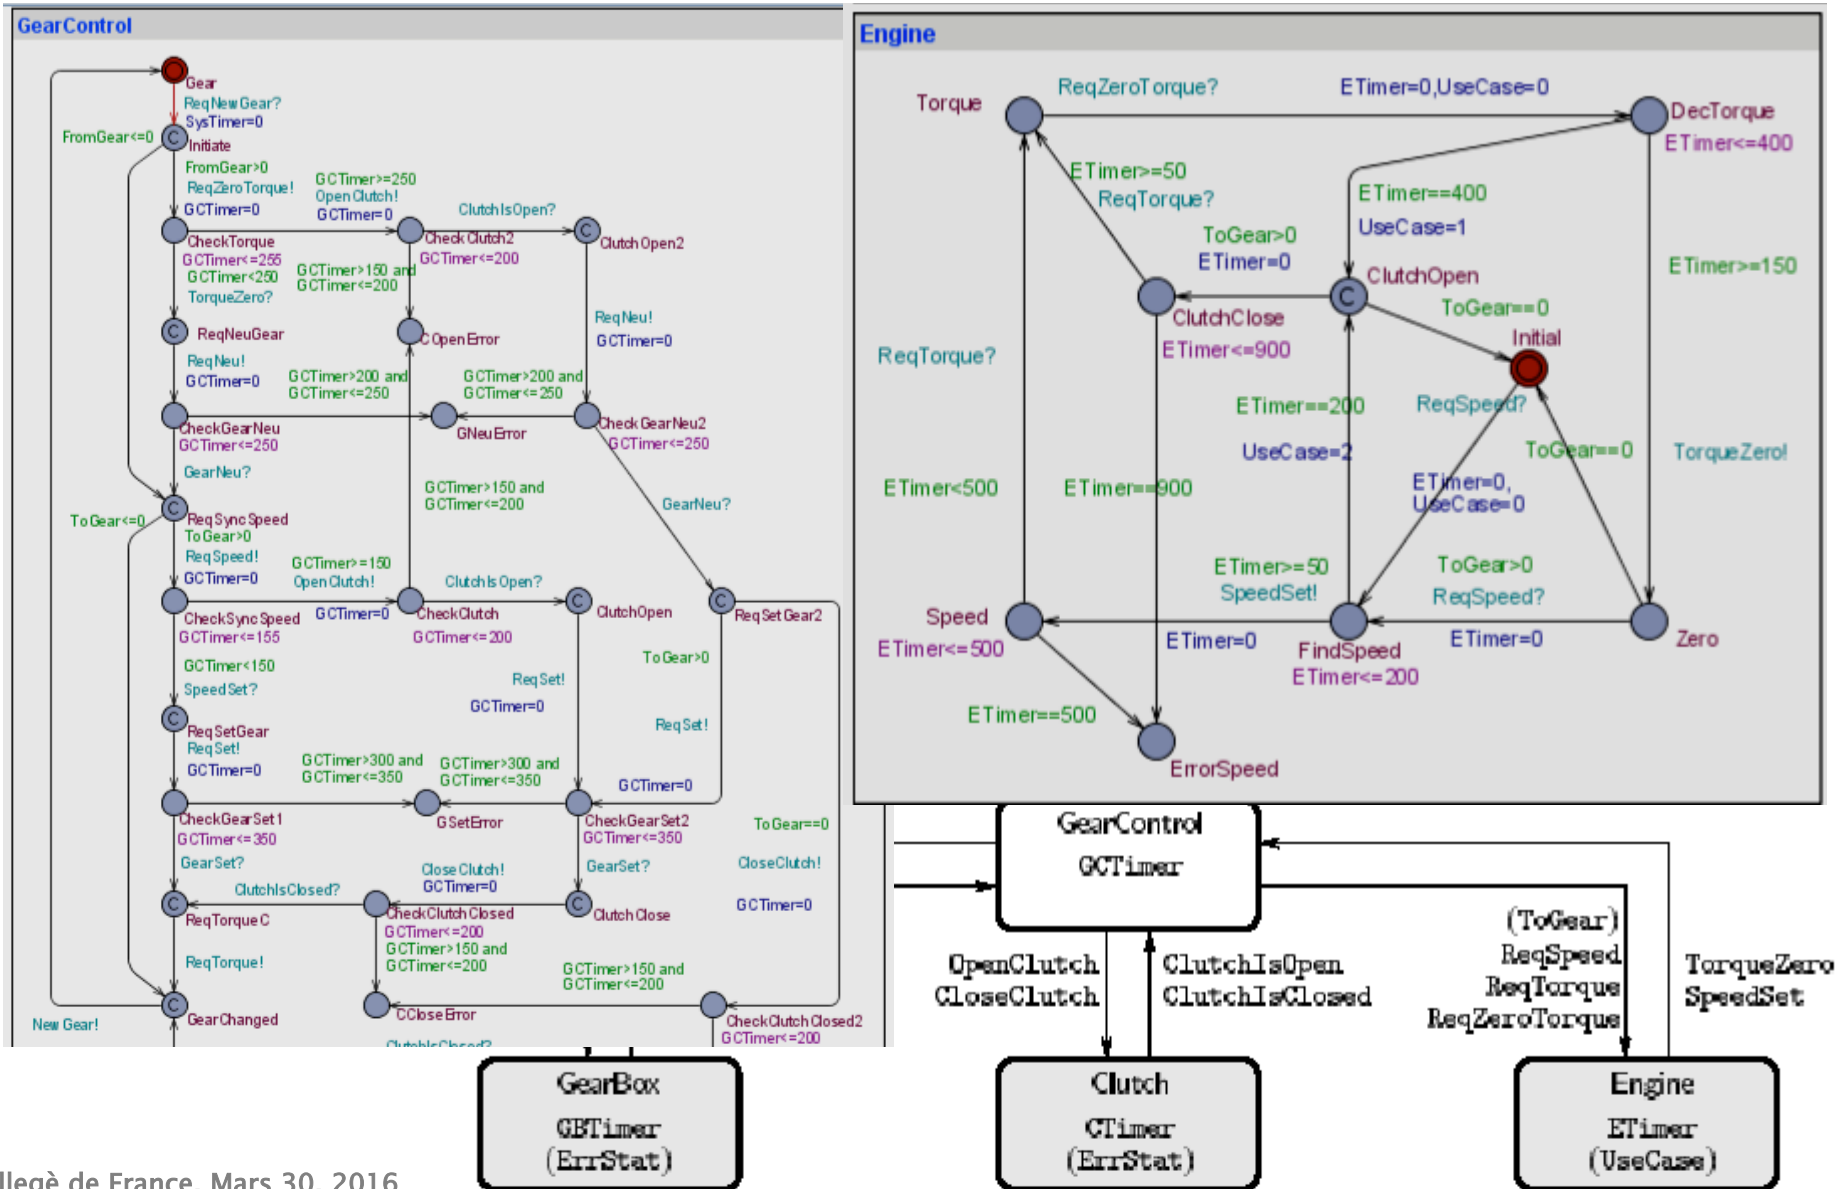 GearControl
Gear
ReqNewGear?
SysTimer=0
FromGear<=0
C
Initiate
FromGear>0
ReqZeroTorque!
GCTimer=0
GCTimer>=250
OpenClutch!
GCTimer=0
ClutchIsOpen?
CheckTorque
GCTimer<=255
GCTimer<250
TorqueZero?
CheckClutch2
GCTimer<=200
C
ClutchOpen2
GCTimer>150 and
GCTimer<=200
C
ReqNeuGear
COpenError
ReqNeu!
GCTimer=0
ReqNeu!
GCTimer=0
GCTimer>200 and
GCTimer<=250
GCTimer>200 and
GCTimer<=250
CheckGearNeu
GCTimer<=250
GNeuError
CheckGearNeu2
GCTimer<=250
GearNeu?
GCTimer>150 and
GCTimer<=200
GearNeu?
C
ReqSyncSpeed
ToGear<=0
ToGear>0
ReqSpeed!
GCTimer=0
GCTimer>=150
OpenClutch!
GCTimer=0
ClutchIsOpen?
CheckSyncSpeed
GCTimer<=155
CheckClutch
GCTimer<=200
C
ClutchOpen
C
ReqSetGear2
GCTimer<150
SpeedSet?
ToGear>0
ReqSet!
GCTimer=0
C
ReqSetGear
ReqSet!
GCTimer=0
ReqSet!
GCTimer=0
GCTimer>300 and
GCTimer<=350
GCTimer>300 and
GCTimer<=350
CheckGearSet1
GCTimer<=350
GSetError
CheckGearSet2
GCTimer<=350
ToGear==0
CloseClutch!
GCTimer=0
GearSet?
ClutchIsClosed?
CloseClutch!
GCTimer=0
GearSet?
C
ReqTorqueC
CheckClutchClosed
GCTimer<=200
C
ClutchClose
GCTimer>150 and
GCTimer<=200
ReqTorque!
GCTimer>150 and
GCTimer<=200
NewGear!
C
GearChanged
CCloseError
CheckClutchClosed2
GCTimer<=200
ClutchIsClosed?
Engine
Torque
ReqZeroTorque?
ETimer=0,UseCase=0
DecTorque
ETimer<=400
ETimer>=50
ReqTorque?
ETimer==400
UseCase=1
ToGear>0
ETimer=0
C
ClutchOpen
ETimer>=150
ToGear==0
Initial
ClutchClose
ETimer<=900
ReqTorque?
ETimer==200
UseCase=2
ReqSpeed?
ToGear==0
TorqueZero!
ETimer<500
ETimer==900
ETimer=0,
UseCase=0
ETimer>=50
SpeedSet!
ToGear>0
ReqSpeed?
Speed
ETimer<=500
ETimer=0
FindSpeed
ETimer<=200
ETimer=0
Zero
ETimer==500
ErrorSpeed
GearControl
GCTimer
OpenClutch
CloseClutch
ClutchIsOpen
ClutchIsClosed
(ToGear)
ReqSpeed
ReqTorque
ReqZeroTorque
TorqueZero
SpeedSet
GearBox
GBTimer
(ErrStat)
Clutch
CTimer
(ErrStat)
Engine
ETimer
(UseCase)
llegè de France, Mars 30, 2016